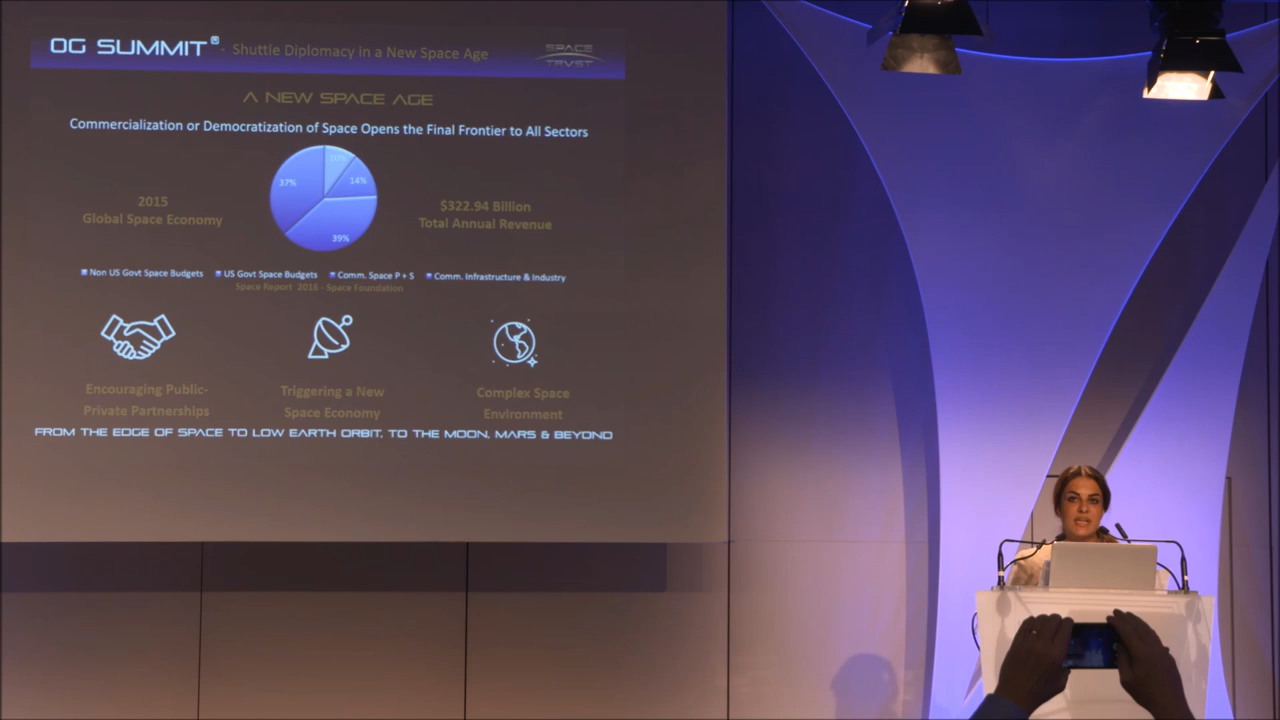 OG SUMMIT® - Shuttle Diplomacy in a New Space Age
SPACE
TRVST
A NEW SPACE AGE
Commercialization or Democratization of Space Opens the Final Frontier to All Sectors
10%
37%
14%
39%
2015
Global Space Economy
$322.94 Billion
Total Annual Revenue
Non US Govt Space Budgets US Govt Space Budgets Comm. Space P + S Comm. Infrastructure & Industry
Space Report 2016 - Space Foundation
Encouraging Public-
Private Partnerships
Triggering a New
Space Economy
Complex Space
Environment
FROM THE EDGE OF SPACE TO LOW EARTH ORBIT, TO THE MOON, MARS & BEYOND